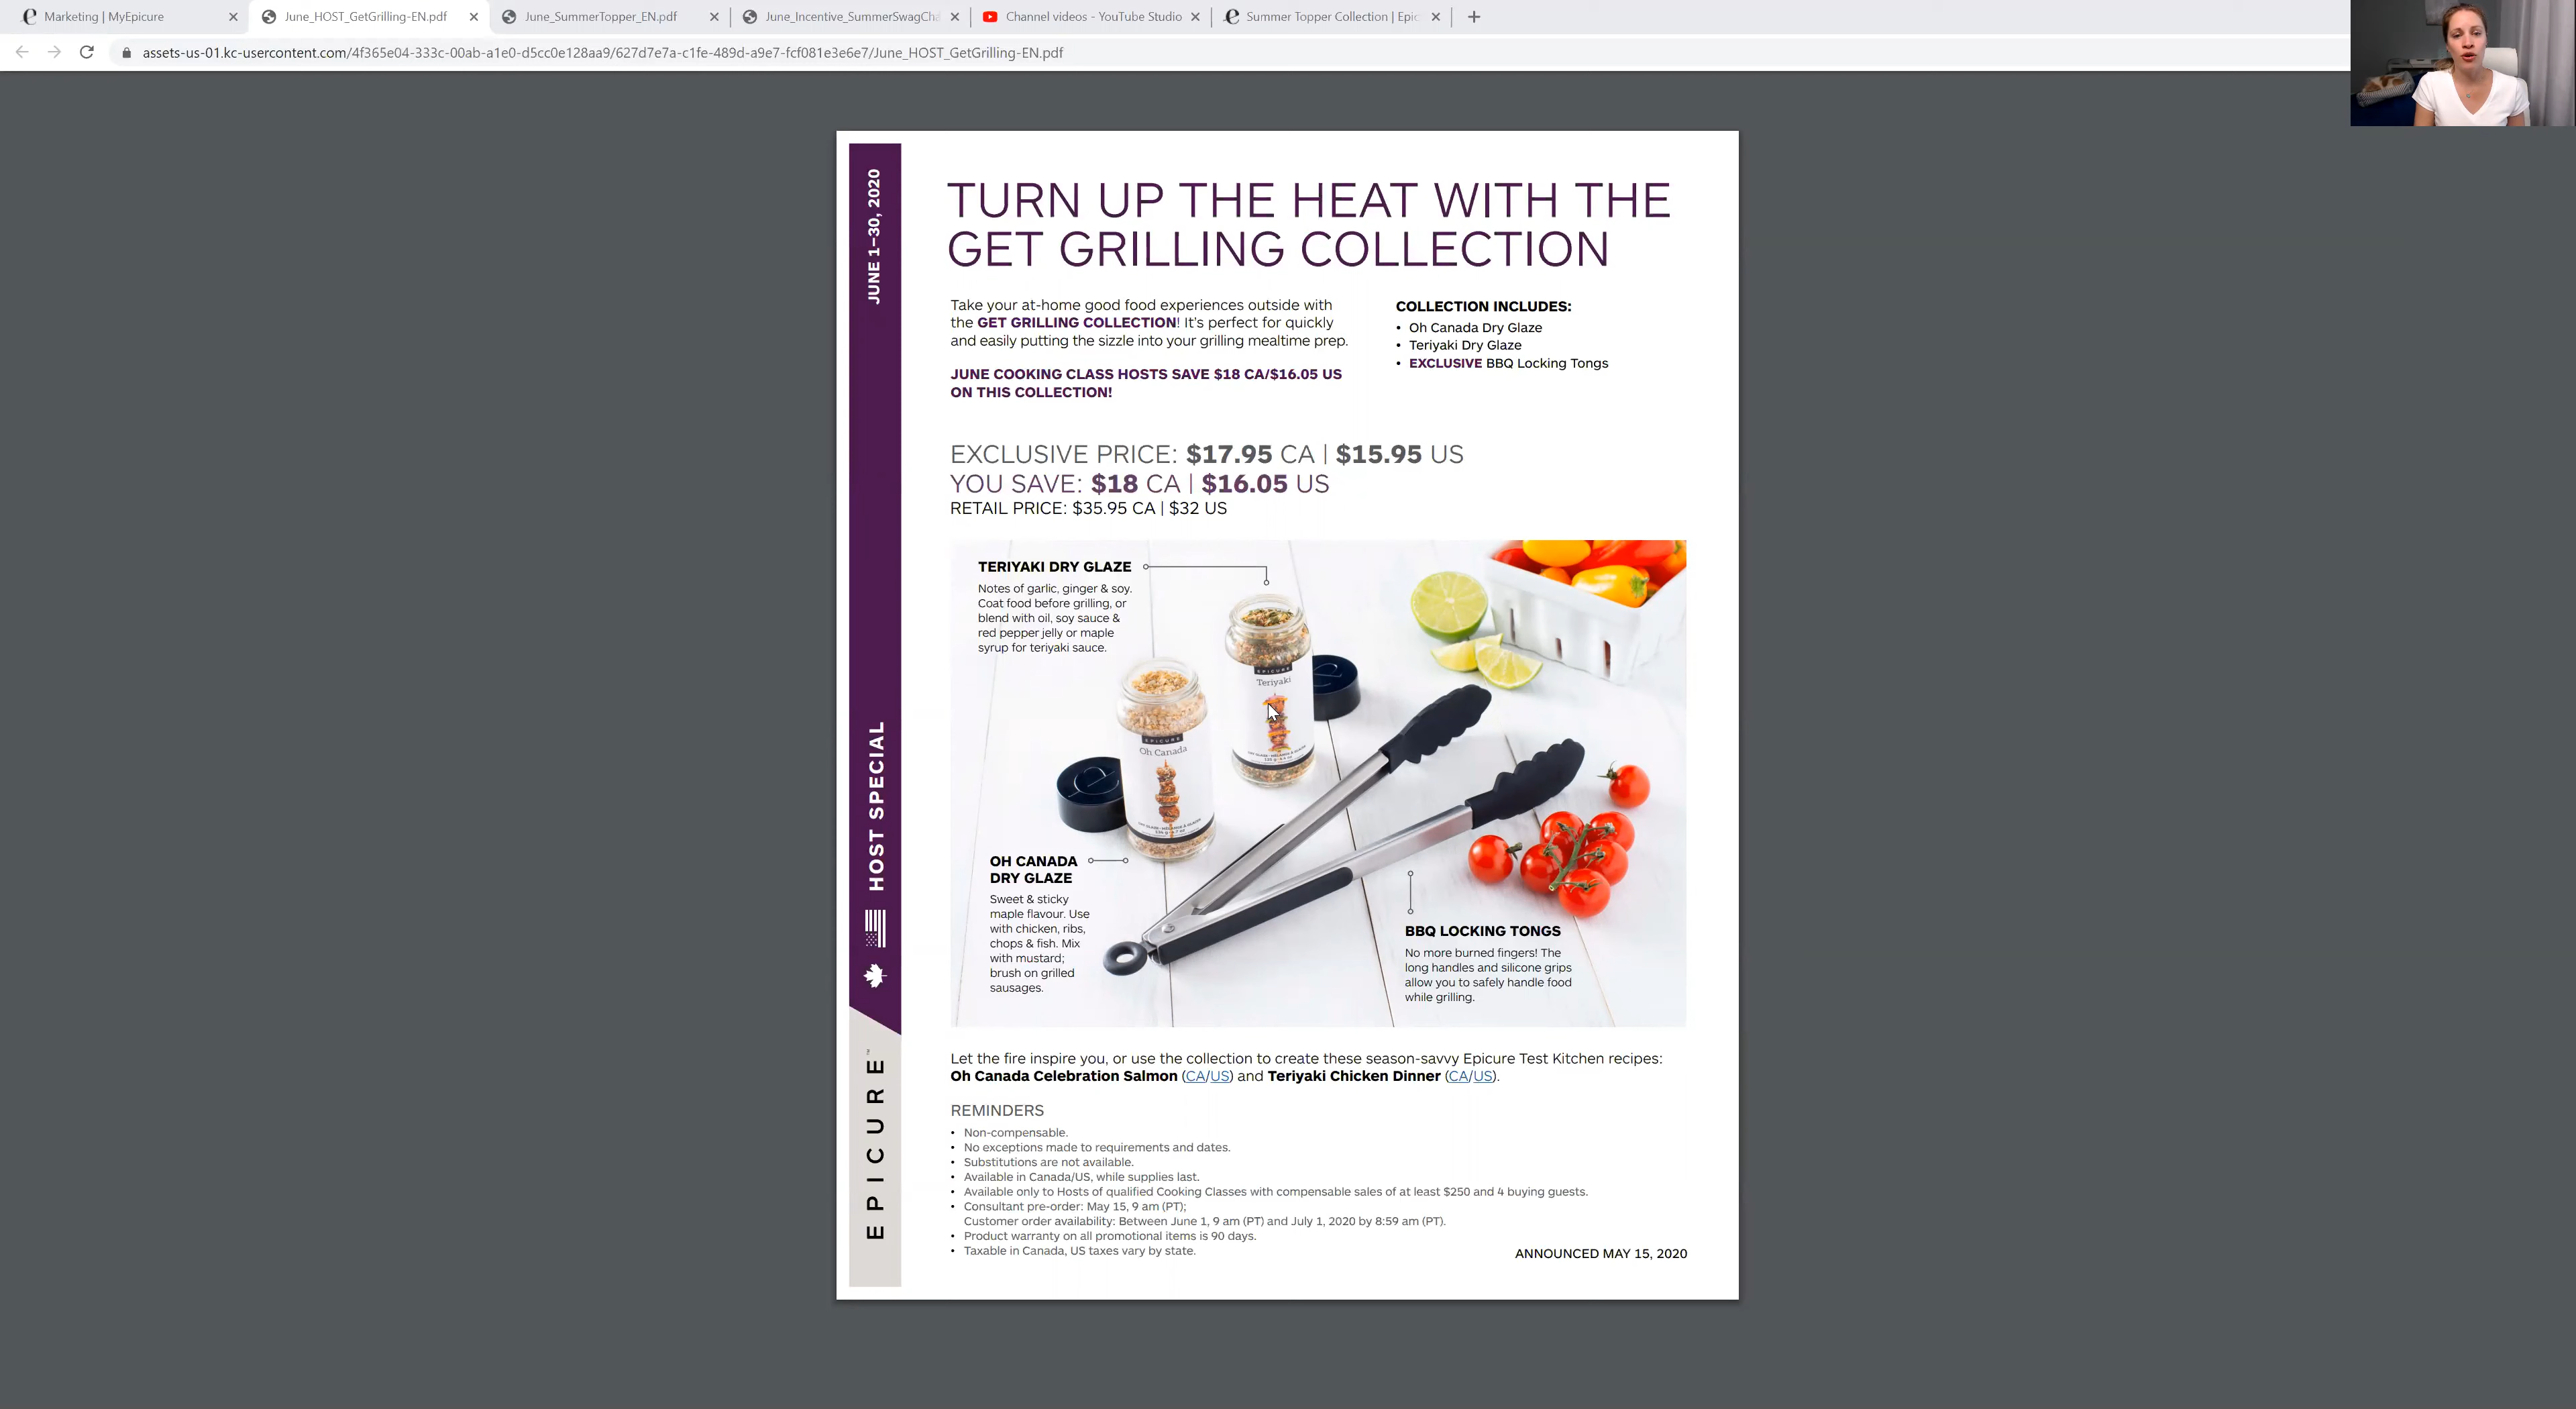 Marketing | MyEpicure
June_HOST_GetGrilling-EN.pdf
June_SummerTopper_EN.pdf
June_Incentive_SummerSwagCha
Channel videos - YouTube Studio
Summer Topper Collection | Epic
assets-us-01.kc-usercontent.com/4f365e04-333c-00ab-a1e0-d5cc0e128aa9/627d7e7a-c1fe-489d-a9e7-fcf081e3e6e7/June_HOST_GetGrilling-EN.pdf
JUNE 1–30, 2020
HOST SPECIAL
EPICURE
TURN UP THE HEAT WITH THE
GET GRILLING COLLECTION
Take your at-home good food experiences outside with
the GET GRILLING COLLECTION! It's perfect for quickly
and easily putting the sizzle into your grilling mealtime prep.
JUNE COOKING CLASS HOSTS SAVE $18 CA/$16.05 US
ON THIS COLLECTION!
COLLECTION INCLUDES:
• Oh Canada Dry Glaze
• Teriyaki Dry Glaze
• EXCLUSIVE BBQ Locking Tongs
EXCLUSIVE PRICE: $17.95 CA | $15.95 US
YOU SAVE: $18 CA | $16.05 US
RETAIL PRICE: $35.95 CA | $32 US
TERIYAKI DRY GLAZE
Notes of garlic, ginger & soy.
Coat food before grilling, or
blend with oil, soy sauce &
red pepper jelly or maple
syrup for teriyaki sauce.
EPICURE
Teriyaki
EPICURE
Oh Canada
OH CANADA
DRY GLAZE
Sweet & sticky
maple flavour. Use
with chicken, ribs,
chops & fish. Mix
with mustard;
brush on grilled
sausages.
BBQ LOCKING TONGS
No more burned fingers! The
long handles and silicone grips
allow you to safely handle food
while grilling.
Let the fire inspire you, or use the collection to create these season-savvy Epicure Test Kitchen recipes:
Oh Canada Celebration Salmon (CA/US) and Teriyaki Chicken Dinner (CA/US).
REMINDERS
• Non-compensable.
• No exceptions made to requirements and dates.
• Substitutions are not available.
• Available in Canada/US, while supplies last.
• Available only to Hosts of qualified Cooking Classes with compensable sales of at least $250 and 4 buying guests.
• Consultant pre-order: May 15, 9 am (PT);
Customer order availability: Between June 1, 9 am (PT) and July 1, 2020 by 8:59 am (PT).
• Product warranty on all promotional items is 90 days.
• Taxable in Canada, US taxes vary by state.
ANNOUNCED MAY 15, 2020